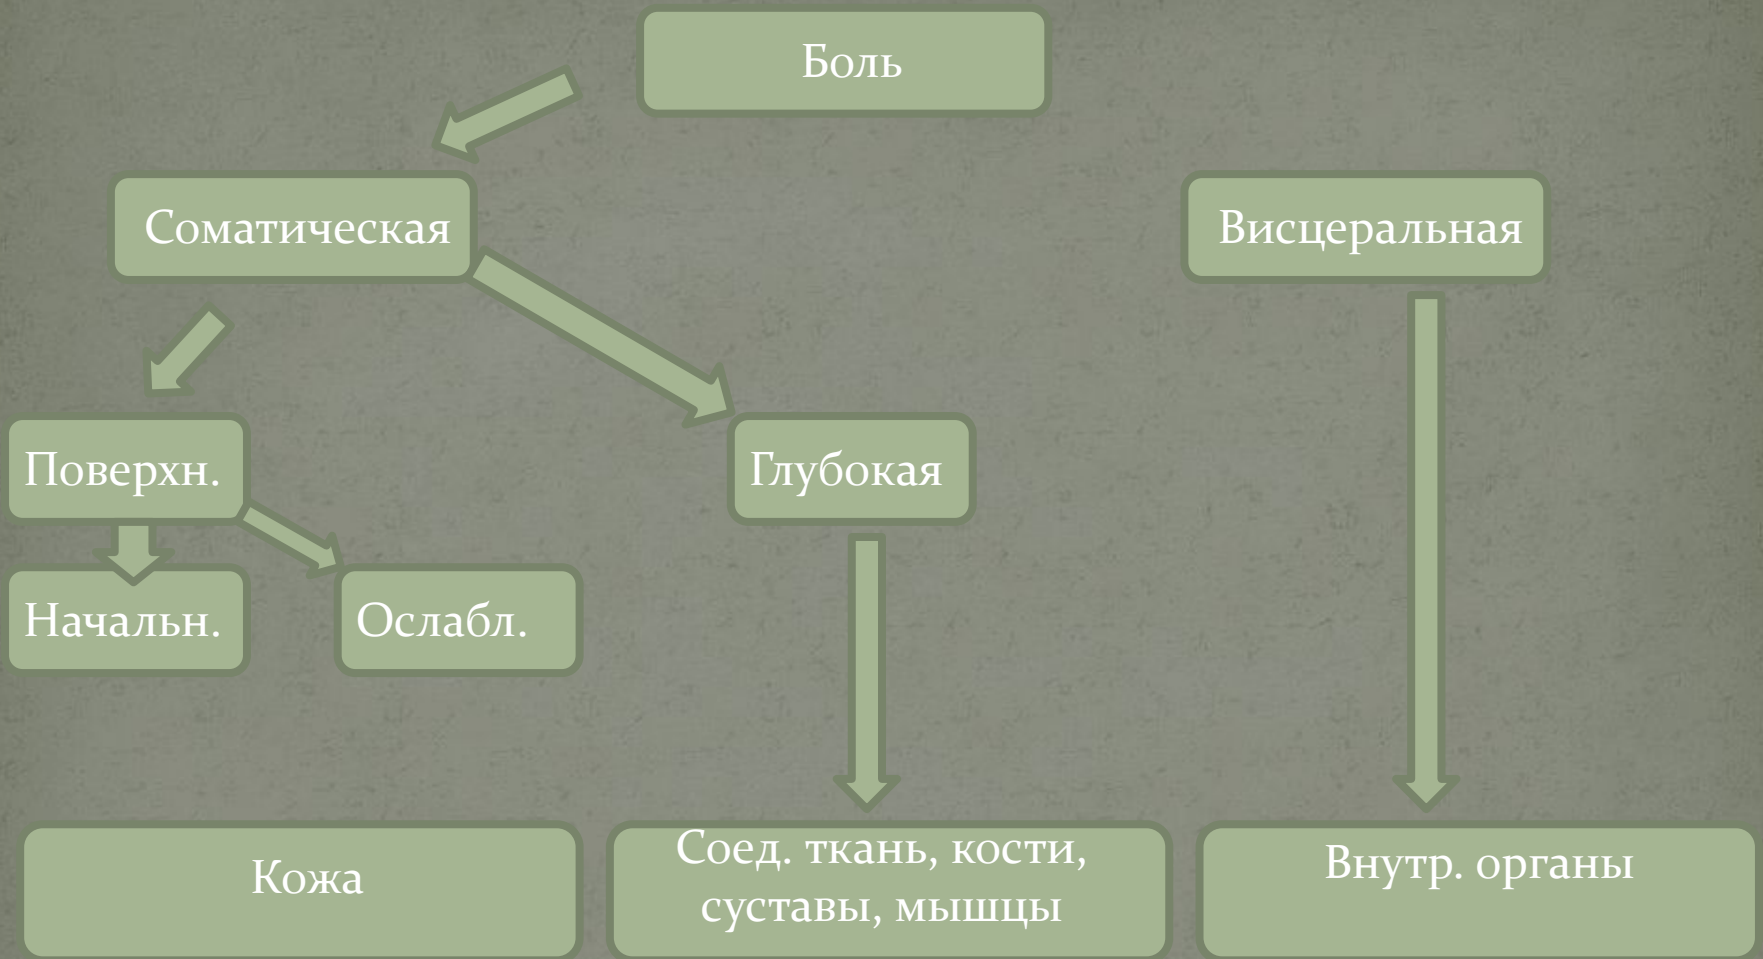 Боль
Соматическая
Висцеральная
Поверхн.
Глубокая
Начальн.
Ослабл.
Кожа
Соед. ткань, кости,
суставы, мышцы
Внутр. органы